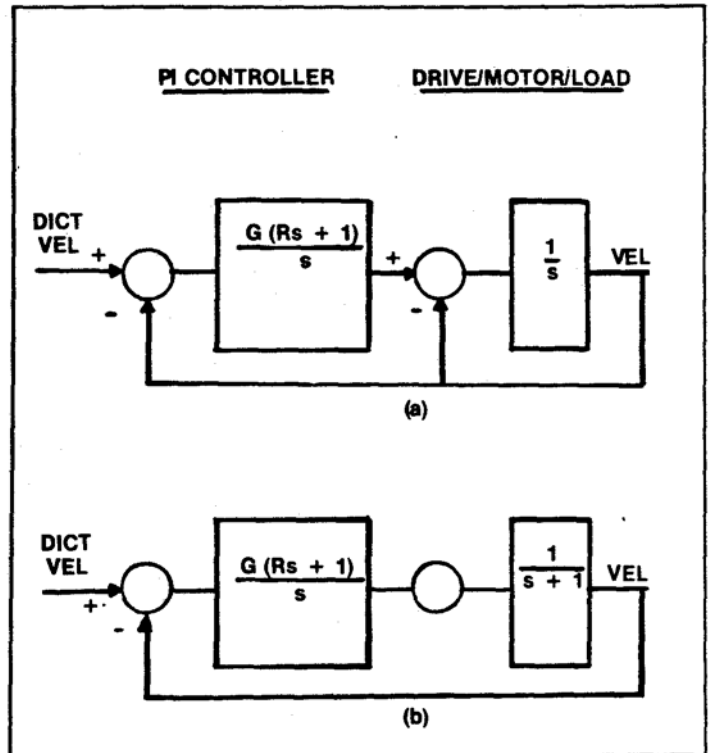 PI CONTROLLER
DRIVE/MOTOR/LOAD
DICT
VEL
+
-
G (Rs + 1)
s
+
-
1
s
VEL
(a)
DICT
VEL
+
-
G (Rs + 1)
s
1
s + 1
VEL
(b)